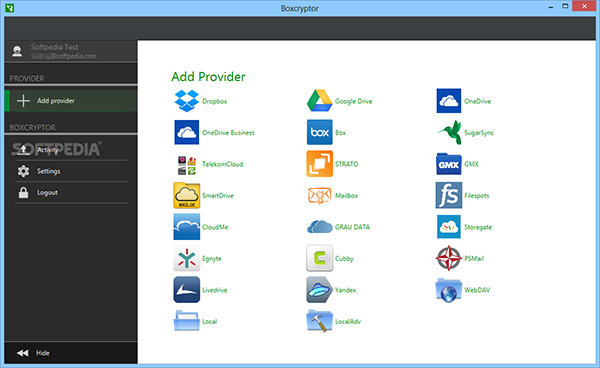 Boxcryptor
Softpedia Test
@softpedia.com
PROVIDER
Add provider
BOXCRYPTOR
SOFTPEDIA®
Activity
Settings
Logout
Hide
Add Provider
Dropbox
Google Drive
OneDrive
OneDrive Business
box
Box
SugarSync
TelekomCloud
STRATO
GMX
GMX
WEB.DE
SmartDrive
Mailbox
fs
Filespots
CloudMe
GRAU DATA
Storegate
Egnyte
C
Cubby
PSMail
Livedrive
Yandex
WebDAV
Local
LocalAdv